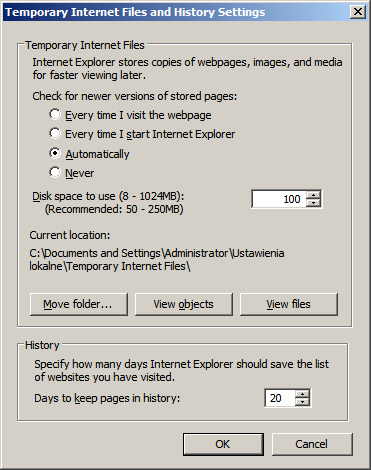 Temporary Internet Files and History Settings
Temporary Internet Files
Internet Explorer stores copies of webpages, images, and media
for faster viewing later.
Check for newer versions of stored pages:
Every time I visit the webpage
Every time I start Internet Explorer
Automatically
Never
Disk space to use (8 - 1024MB):
100
(Recommended: 50 - 250MB)
Current location:
C:\Documents and Settings\Administrator\Ustawienia
lokalne\Temporary Internet Files\
Move folder...
View objects
View files
History
Specify how many days Internet Explorer should save the list
of websites you have visited.
Days to keep pages in history:
20
OK
Cancel